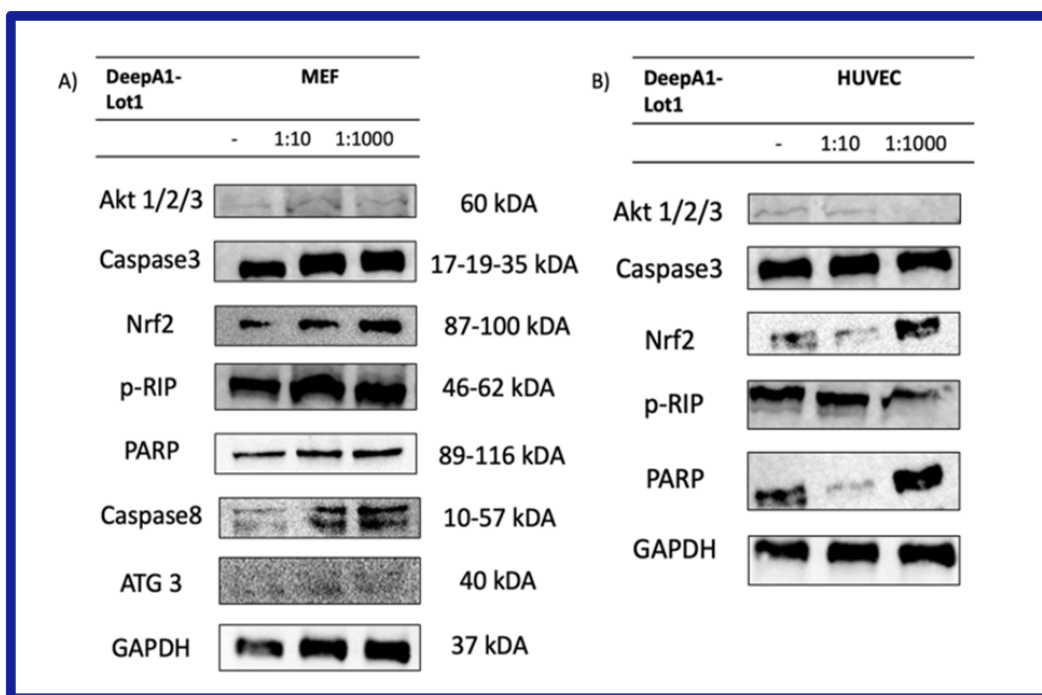 A)
DeepA1-
Lot1
MEF
- 1:10 1:1000
Akt 1/2/3 60 kDA
Caspase3 17-19-35 kDA
Nrf2 87-100 kDA
p-RIP 46-62 kDA
PARP 89-116 kDA
Caspase8 10-57 kDA
ATG 3 40 kDA
GAPDH 37 kDA
B)
DeepA1-
Lot1
HUVEC
- 1:10 1:1000
Akt 1/2/3
Caspase3
Nrf2
p-RIP
PARP
GAPDH